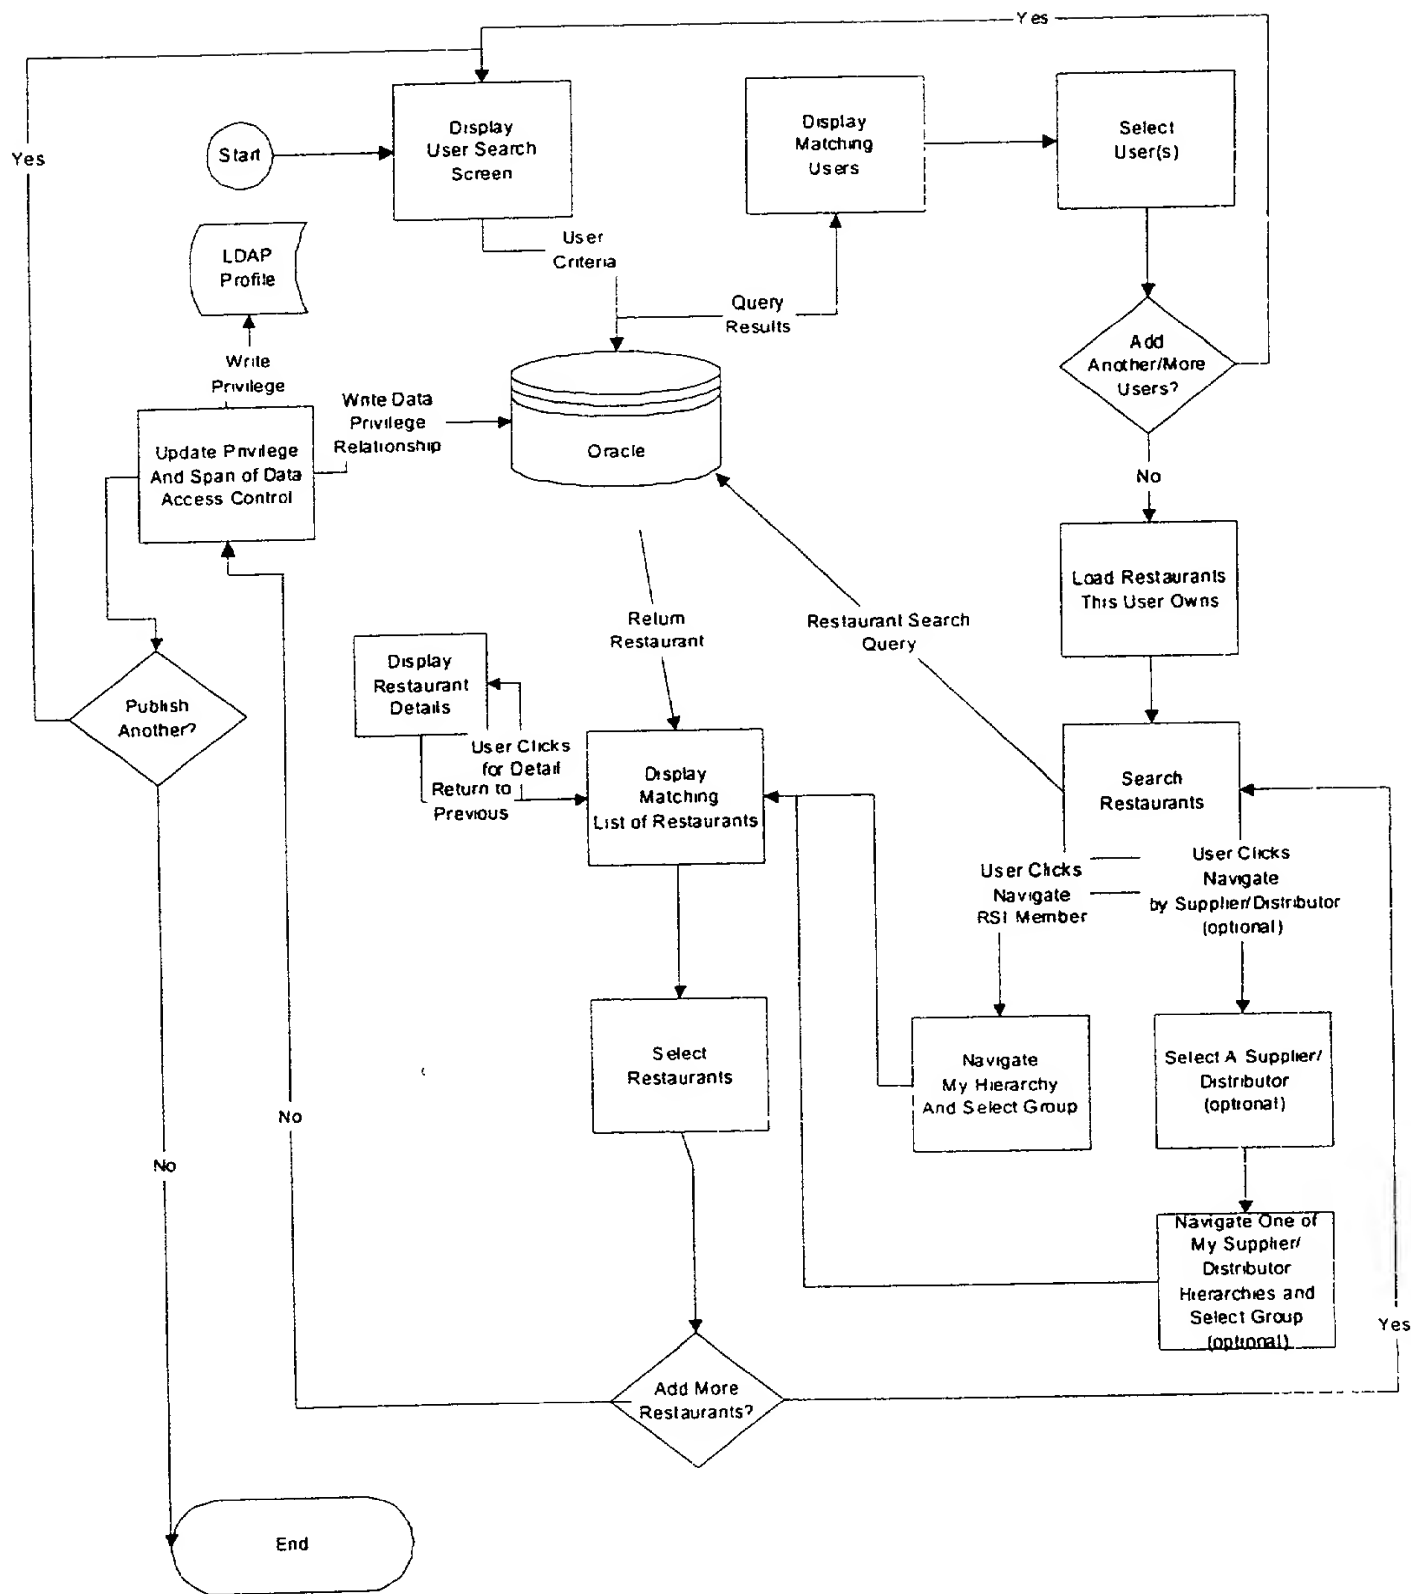 Yes
Yes
Start
Display
User Search
Screen
Display
Matching
Users
Select
User(s)
LDAP
Profile
User
Criteria
Query
Results
Add
Another/More
Users?
Write
Privilege
Write Data
Privilege
Relationship
Update Privilege
And Span of Data
Access Control
Oracle
No
Load Restaurants
This User Owns
Return
Restaurant
Restaurant Search
Query
Display
Restaurant
Details
Publish
Another?
User Clicks
for Detail
Return to
Previous
Display
Matching
List of Restaurants
Search
Restaurants
User Clicks
Navigate
RSI Member
User Clicks
Navigate
by Supplier/Distributor
(optional)
Select
Restaurants
Navigate
My Hierarchy
And Select Group
Select A Supplier/
Distributor
(optional)
No
No
Navigate One of
My Supplier/
Distributor
Hierarchies and
Select Group
(optional)
Yes
Add More
Restaurants?
End